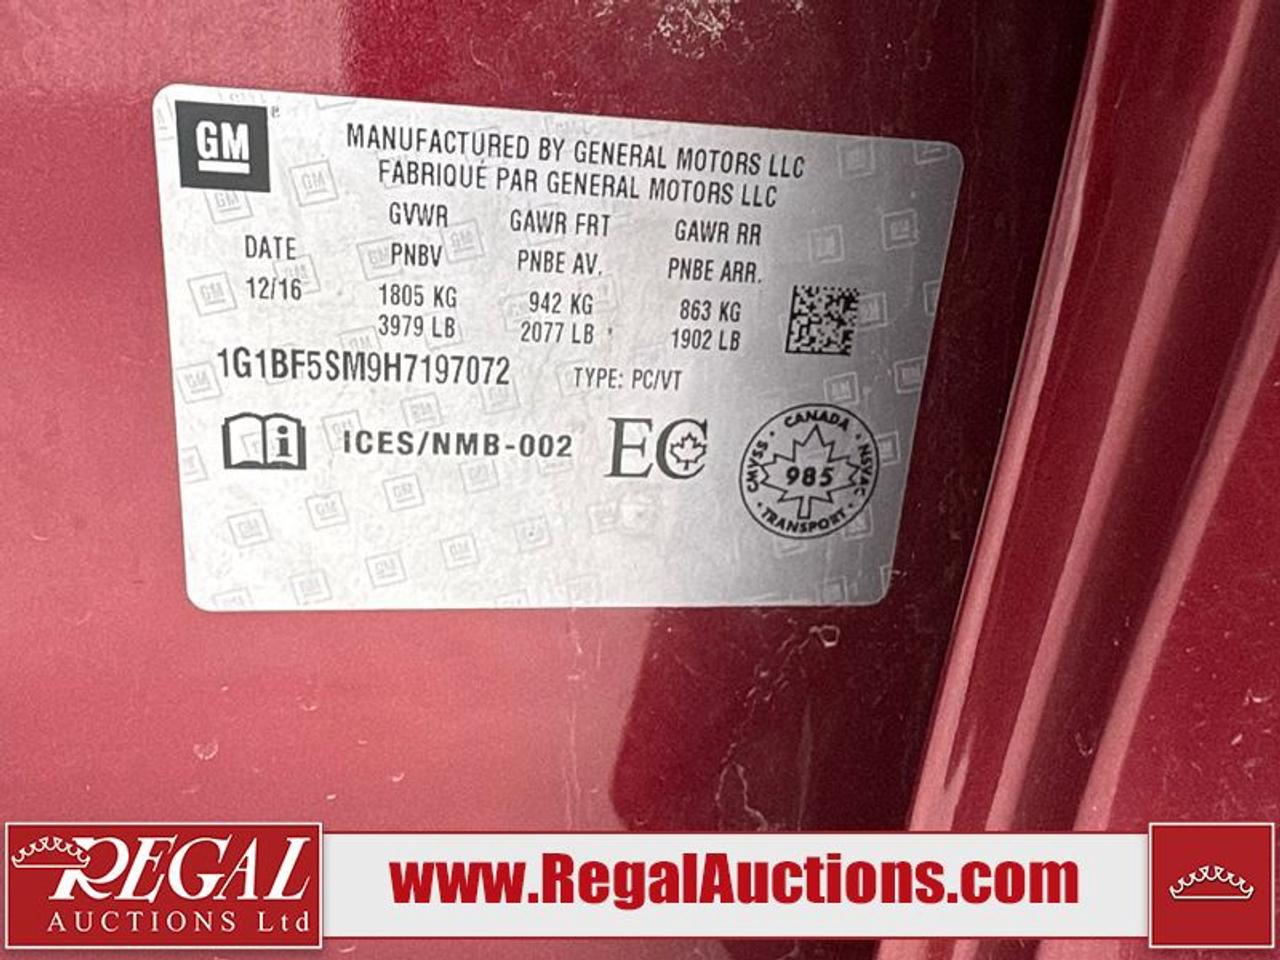 GM
MANUFACTURED BY GENERAL MOTORS LLC
FABRIQUÉ PAR GENERAL MOTORS LLC
DATE
12/16
GVWR
PNBV
1805 KG
3979 LB
GAWR FRT
PNBE AV.
942 KG
2077 LB
GAWR RR
PNBE ARR.
863 KG
1902 LB
1G1BF5SM9H7197072
TYPE: PC/VT
i ICES/NMB-002 EC
CANADA
CMVSS 985 NSVAC
TRANSPORT
REGAL
AUCTIONS Ltd
www.RegalAuctions.com